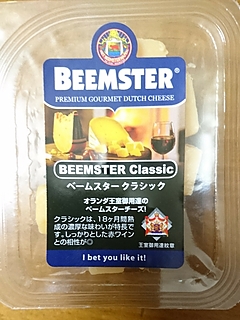 BEEMSTER®
PREMIUM GOURMET DUTCH CHEESE
BEEMSTER Classic
ベームスター クラシック
オランダ王室御用達の
ベームスターチーズ!
クラシックは、18ヶ月間熟
成の濃厚な味わいが特長で
す。しっかりとした赤ワイン
との相性が◎
王室御用達紋章
I bet you like it!